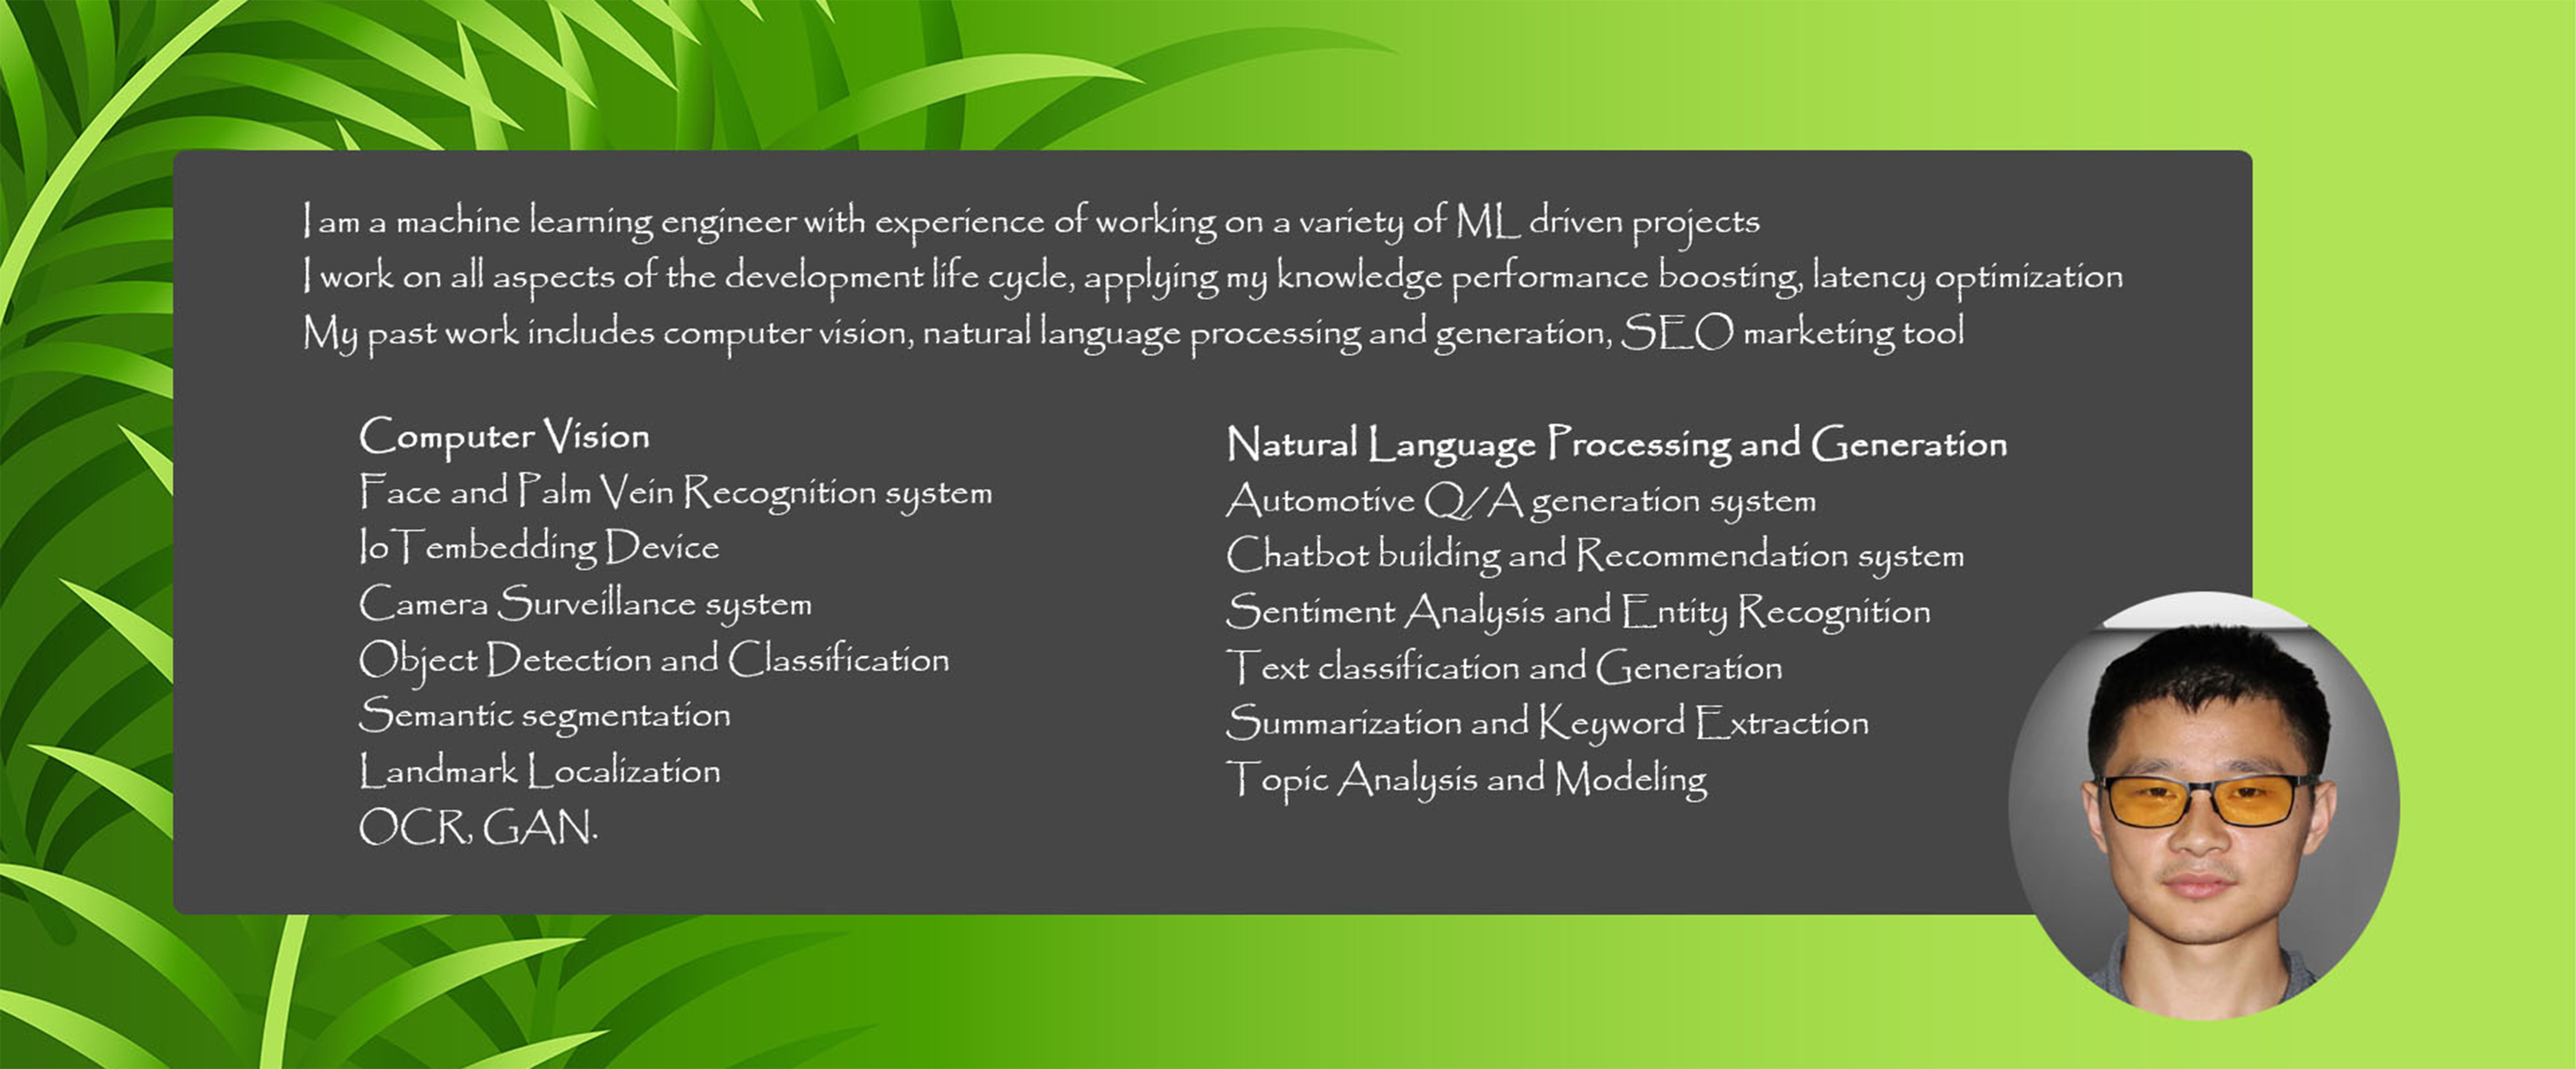 I am a machine learning engineer with experience of working on a variety of ML driven projects
I work on all aspects of the development life cycle, applying my knowledge performance boosting, latency optimization
My past work includes computer vision, natural language processing and generation, SEO marketing tool
Computer Vision
Face and Palm Vein Recognition system
IoT embedding Device
Camera Surveillance system
Object Detection and Classification
Semantic segmentation
Landmark Localization
OCR, GAN.
Natural Language Processing and Generation
Automotive Q/A generation system
Chatbot building and Recommendation system
Sentiment Analysis and Entity Recognition
Text classification and Generation
Summarization and Keyword Extraction
Topic Analysis and Modeling